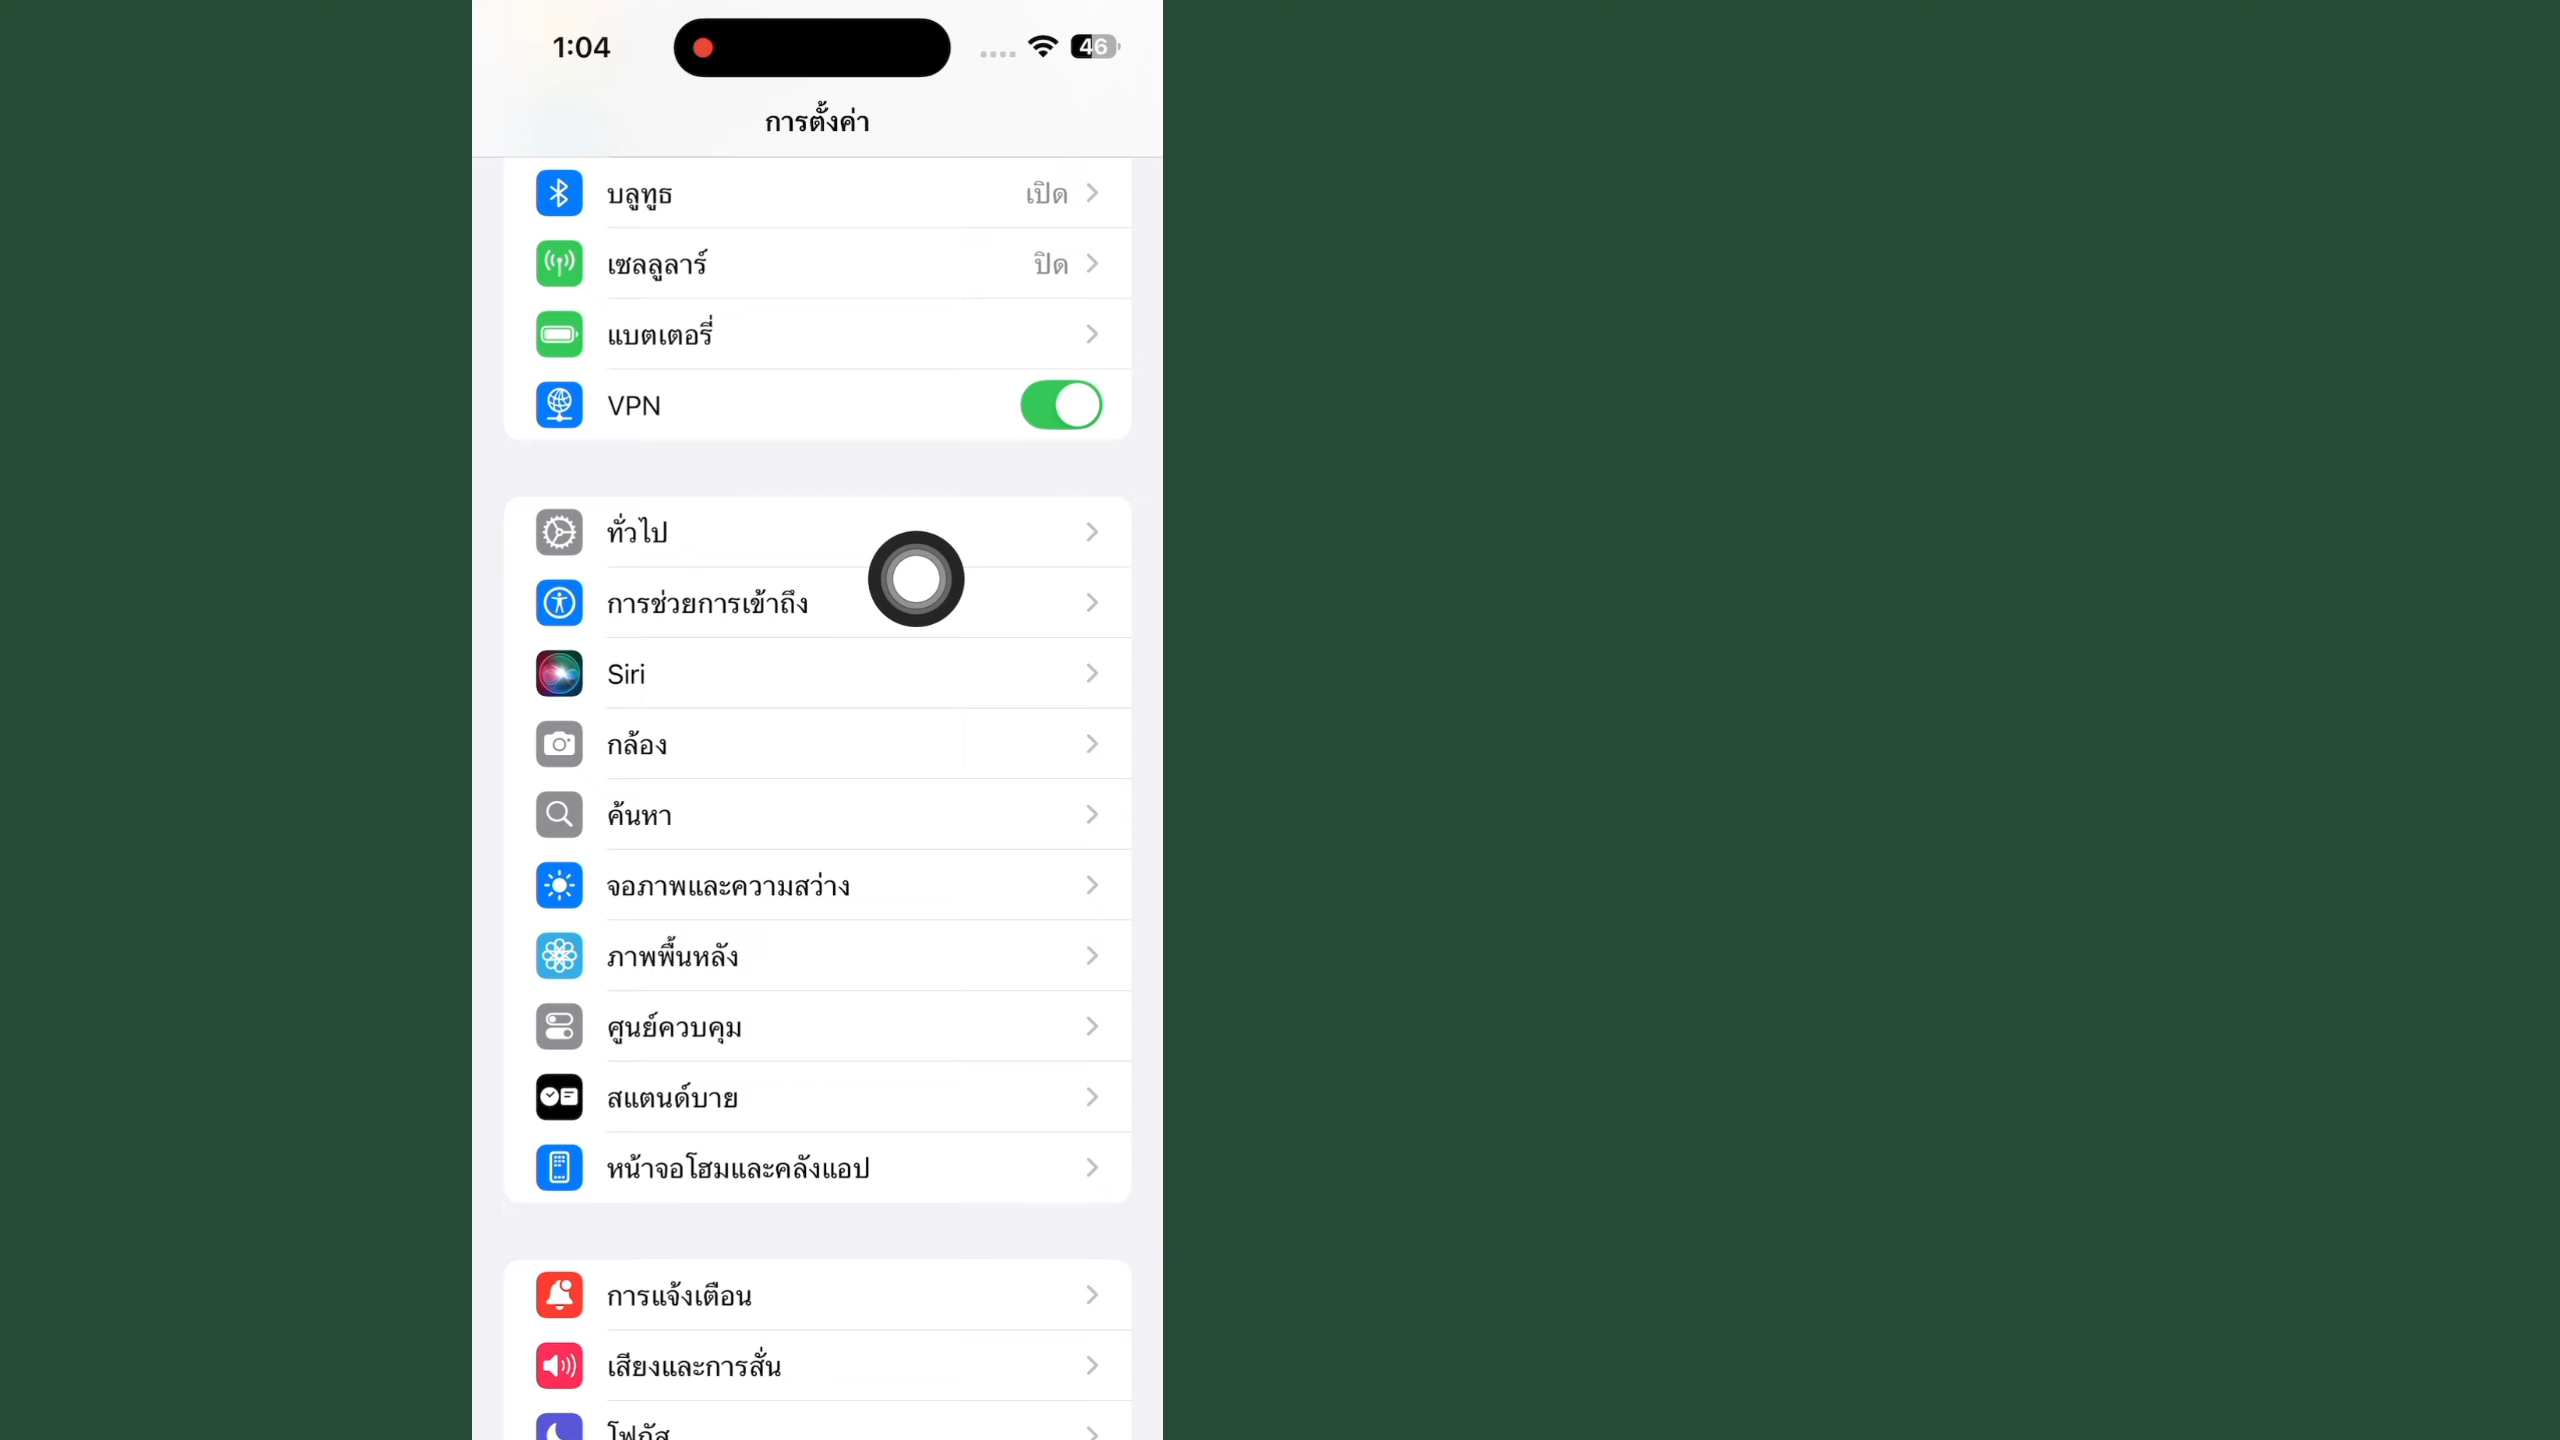 1:04
46
การตั้งค่า
บลูทูธ เปิด
เซลลูลาร์ ปิด
แบตเตอรี่
VPN
ทั่วไป
การช่วยการเข้าถึง
Siri
กล้อง
ค้นหา
จอภาพและความสว่าง
ภาพพื้นหลัง
ศูนย์ควบคุม
สแตนด์บาย
หน้าจอโฮมและคลังแอป
การแจ้งเตือน
เสียงและการสั่น
โฟกัส